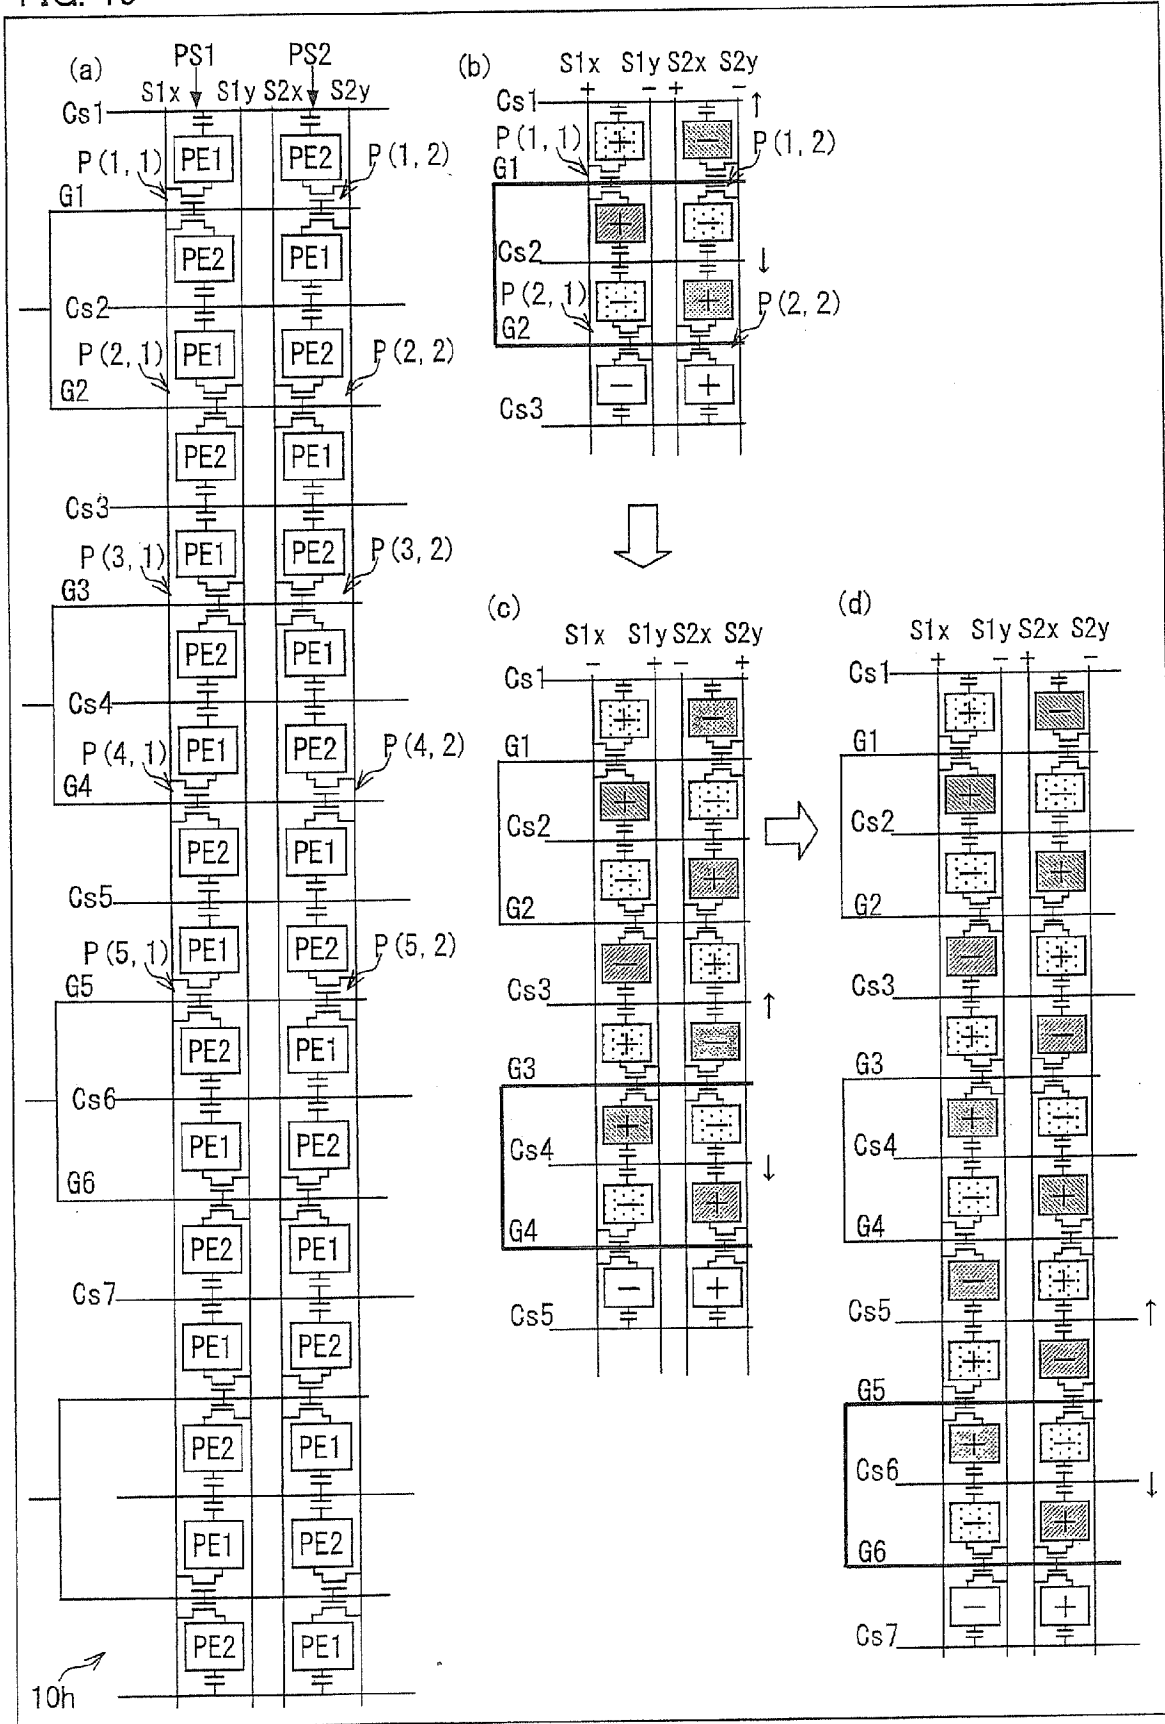 (a)
PS1 PS2
S1x S1y S2x S2y
Cs1
PE1 PE2
P(1, 1) P(1, 2)
G1
PE2 PE1
Cs2
P(2, 1) PE1 PE2 P(2, 2)
G2
PE2 PE1
Cs3
PE1 PE2
P(3, 1) P(3, 2)
G3
PE2 PE1
Cs4
PE1 PE2
P(4, 1) P(4, 2)
G4
PE2 PE1
Cs5
PE1 PE2
P(5, 1) P(5, 2)
G5
PE2 PE1
Cs6
PE1 PE2
G6
PE2 PE1
Cs7
PE1 PE2
PE2 PE1
PE1 PE2
PE2 PE1
10h
(b)
S1x S1y S2x S2y
+ − + −
Cs1 ↑
+ −
P(1, 1) P(1, 2)
G1
+ −
Cs2 ↓
− +
P(2, 1) P(2, 2)
G2
− +
Cs3
(c)
S1x S1y S2x S2y
− + − +
Cs1
+ −
G1
+ −
Cs2
− +
G2
− +
Cs3 ↑
+ −
G3
+ −
Cs4 ↓
− +
G4
− +
Cs5
(d)
S1x S1y S2x S2y
+ − + −
Cs1
+ −
G1
+ −
Cs2
− +
G2
− +
Cs3
+ −
G3
+ −
Cs4
− +
G4
− +
Cs5 ↑
+ −
G5
+ −
Cs6 ↓
− +
G6
− +
Cs7